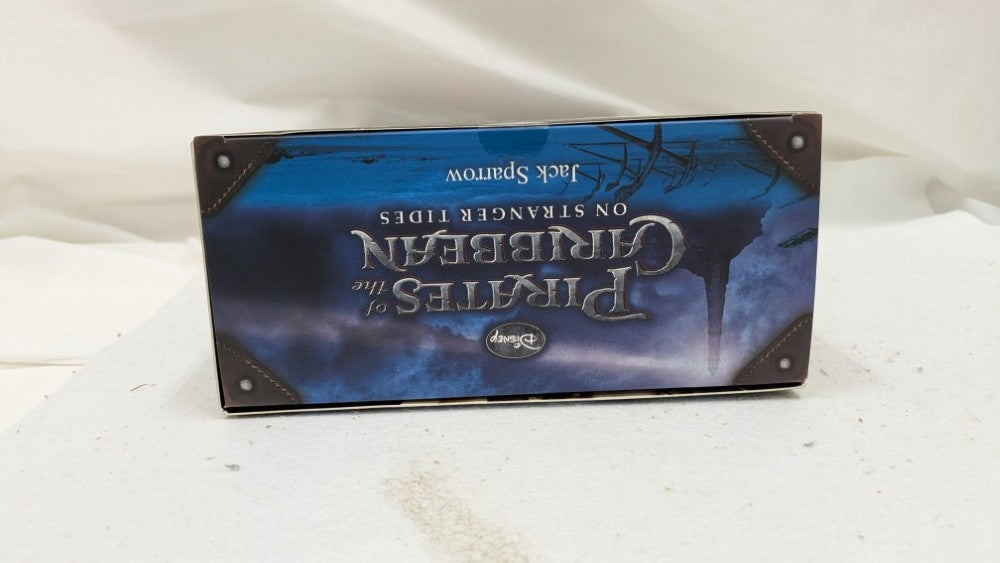 Disney
PIRATES
of the
CARIBBEAN
ON STRANGER TIDES
Jack Sparrow